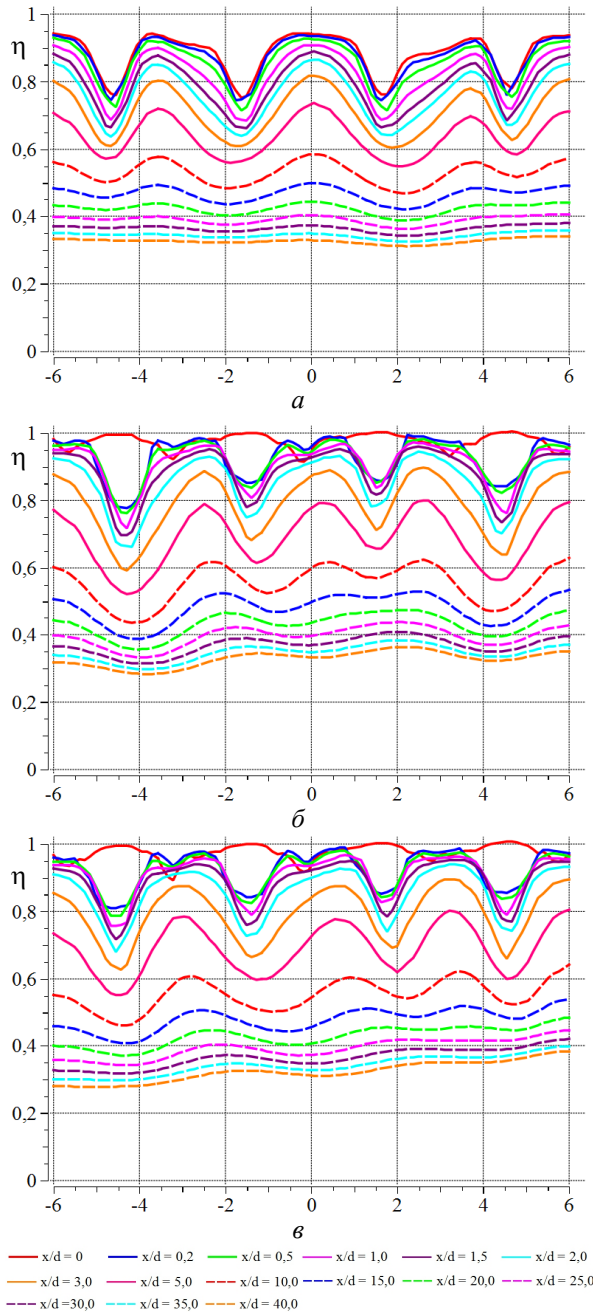 1
η
0,8
0,6
0,4
0,2
0
-6 -4 -2 0 2 4 6
а
1
η
0,8
0,6
0,4
0,2
0
-6 -4 -2 0 2 4 6
б
1
η
0,8
0,6
0,4
0,2
0
-6 -4 -2 0 2 4 6
в
x/d = 0 x/d = 0,2 x/d = 0,5 x/d = 1,0 x/d = 1,5 x/d = 2,0
x/d = 3,0 x/d = 5,0 x/d = 10,0 x/d = 15,0 x/d = 20,0 x/d = 25,0
x/d =30,0 x/d = 35,0 x/d = 40,0